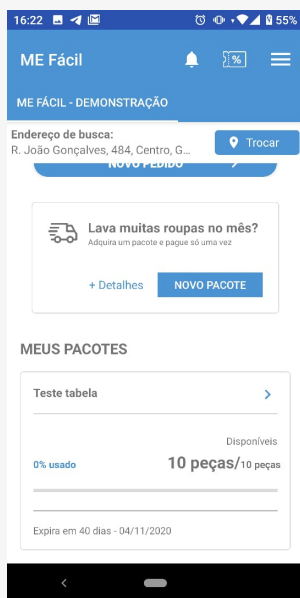 16:22
55%
ME Fácil
%
ME FÁCIL - DEMONSTRAÇÃO
Endereço de busca:
R. João Gonçalves, 484, Centro, G...
Trocar
NOVO PEDIDO
Lava muitas roupas no mês?
Adquira um pacote e pague só uma vez
+ Detalhes
NOVO PACOTE
MEUS PACOTES
Teste tabela
Disponíveis
0% usado
10 peças/10 peças
Expira em 40 dias - 04/11/2020